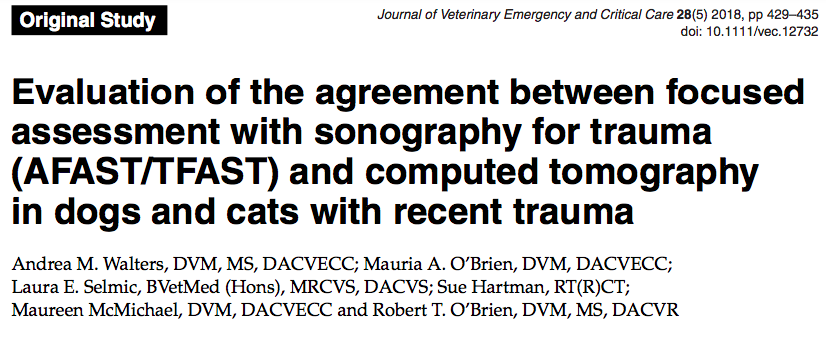 Original Study
Journal of Veterinary Emergency and Critical Care 28(5) 2018, pp 429–435
doi: 10.1111/vec.12732
Evaluation of the agreement between focused
assessment with sonography for trauma
(AFAST/TFAST) and computed tomography
in dogs and cats with recent trauma
Andrea M. Walters, DVM, MS, DACVECC; Mauria A. O’Brien, DVM, DACVECC;
Laura E. Selmic, BVetMed (Hons), MRCVS, DACVS; Sue Hartman, RT(R)CT;
Maureen McMichael, DVM, DACVECC and Robert T. O’Brien, DVM, MS, DACVR